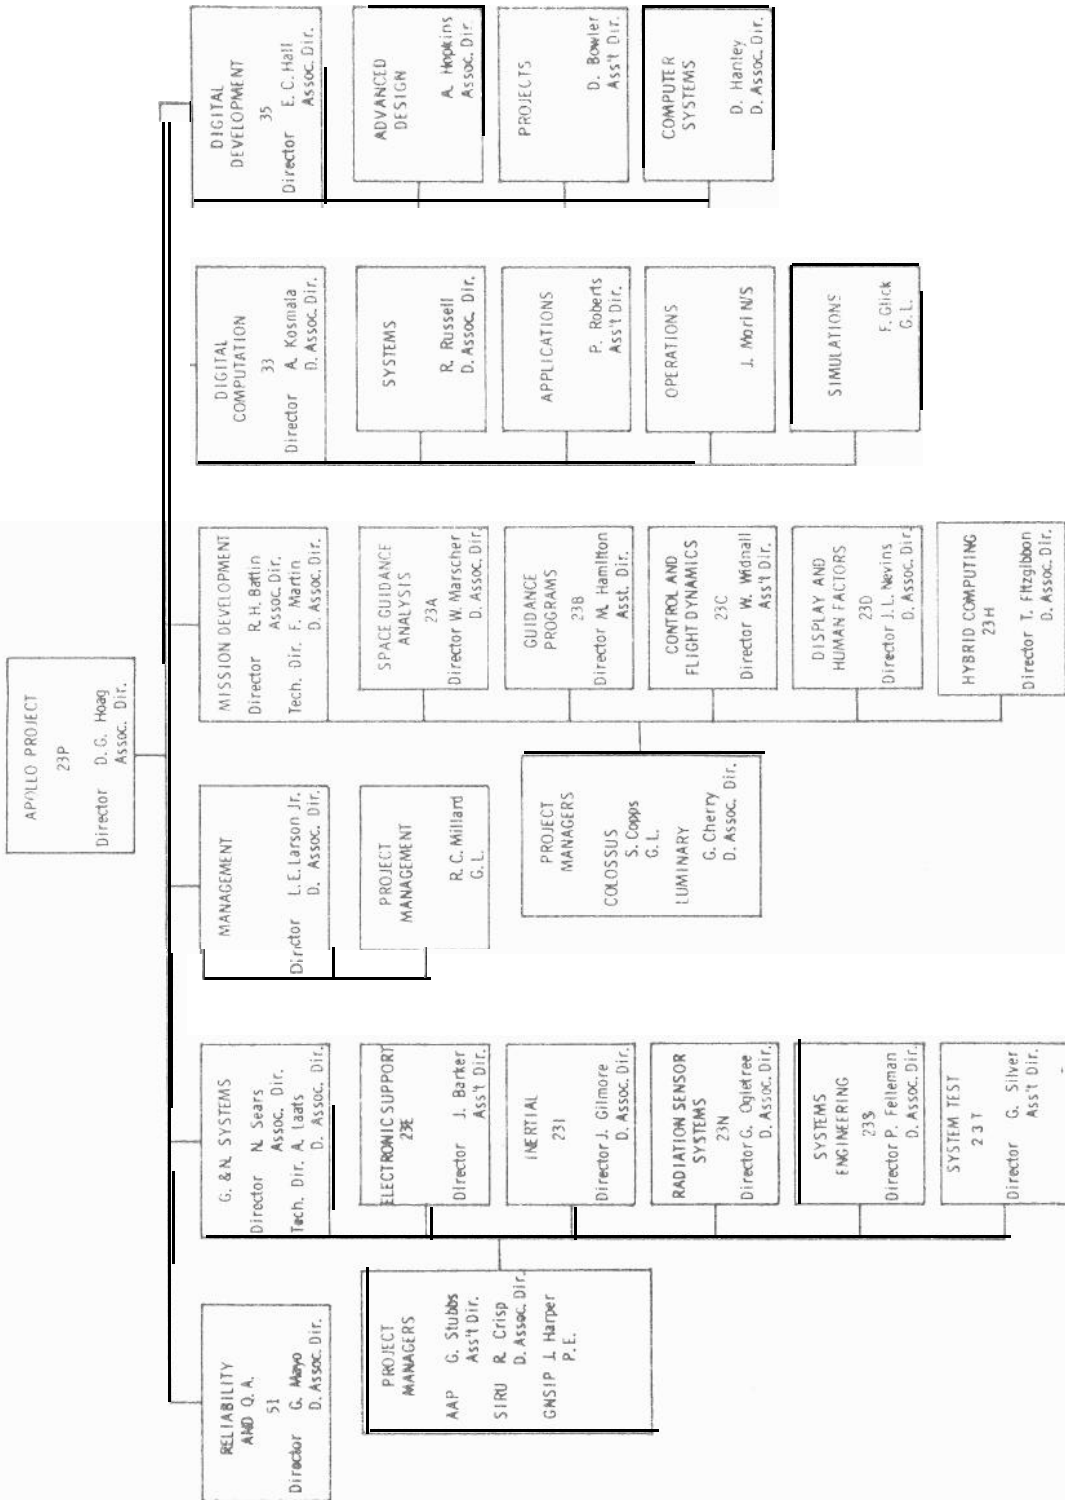 APOLLO PROJECT
23P
Director D.G. Hoag
Assoc. Dir.
RELIABILITY
AND Q.A.
51
Director G. Mayo
D. Assoc. Dir.
G. & N. SYSTEMS
Director N. Sears
Assoc. Dir.
Tech. Dir. A. Laats
D. Assoc. Dir.
PROJECT
MANAGERS
AAP G. Stubbs
Ass't Dir.
SIRU R. Crisp
D. Assoc. Dir.
GNSIP J. Harper
P.E.
ELECTRONIC SUPPORT
23E
Director J. Barker
Ass't Dir.
INERTIAL
23I
Director J. Gilmore
D. Assoc. Dir.
RADIATION SENSOR
SYSTEMS
23N
Director G. Ogletree
D. Assoc. Dir.
SYSTEMS
ENGINEERING
23S
Director P. Felleman
D. Assoc. Dir.
SYSTEM TEST
23T
Director G. Silver
Ass't Dir.
MANAGEMENT
Director L.E. Larson Jr.
D. Assoc. Dir.
PROJECT
MANAGEMENT
R.C. Millard
G.L.
MISSION DEVELOPMENT
Director R.H. Battin
Assoc. Dir.
Tech. Dir. F. Martin
D. Assoc. Dir.
PROJECT
MANAGERS
COLOSSUS
S. Copps
G.L.
LUMINARY
G. Cherry
D. Assoc. Dir.
SPACE GUIDANCE
ANALYSIS
23A
Director W. Marscher
D. Assoc. Dir
GUIDANCE
PROGRAMS
23B
Director M. Hamilton
Asst. Dir.
CONTROL AND
FLIGHT DYNAMICS
23C
Director W. Widnall
Ass't Dir.
DISPLAY AND
HUMAN FACTORS
23D
Director J.L. Nevins
D. Assoc. Dir
HYBRID COMPUTING
23H
Director T. Fitzgibbon
D. Assoc. Dir.
DIGITAL
COMPUTATION
33
Director A. Kosmala
D. Assoc. Dir.
SYSTEMS
R. Russell
D. Assoc. Dir.
APPLICATIONS
P. Roberts
Ass't Dir.
OPERATIONS
J. Mori N/S
SIMULATIONS
F. Glick
G.L.
DIGITAL
DEVELOPMENT
35
Director E.C. Hall
Assoc. Dir.
ADVANCED
DESIGN
A. Hopkins
Assoc. Dir.
PROJECTS
D. Bowler
Ass't Dir.
COMPUTER
SYSTEMS
D. Hanley
D. Assoc. Dir.